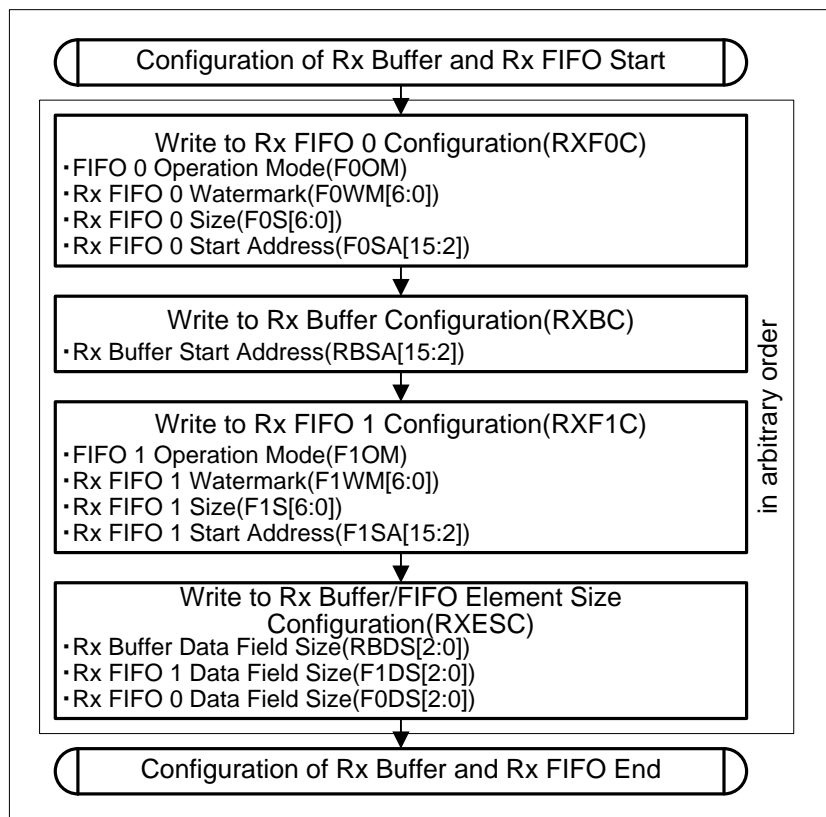 Configuration of Rx Buffer and Rx FIFO Start
Write to Rx FIFO 0 Configuration(RXF0C)
・FIFO 0 Operation Mode(F0OM)
・Rx FIFO 0 Watermark(F0WM[6:0])
・Rx FIFO 0 Size(F0S[6:0])
・Rx FIFO 0 Start Address(F0SA[15:2])
Write to Rx Buffer Configuration(RXBC)
・Rx Buffer Start Address(RBSA[15:2])
Write to Rx FIFO 1 Configuration(RXF1C)
・FIFO 1 Operation Mode(F1OM)
・Rx FIFO 1 Watermark(F1WM[6:0])
・Rx FIFO 1 Size(F1S[6:0])
・Rx FIFO 1 Start Address(F1SA[15:2])
Write to Rx Buffer/FIFO Element Size
Configuration(RXESC)
・Rx Buffer Data Field Size(RBDS[2:0])
・Rx FIFO 1 Data Field Size(F1DS[2:0])
・Rx FIFO 0 Data Field Size(F0DS[2:0])
in arbitrary order
Configuration of Rx Buffer and Rx FIFO End